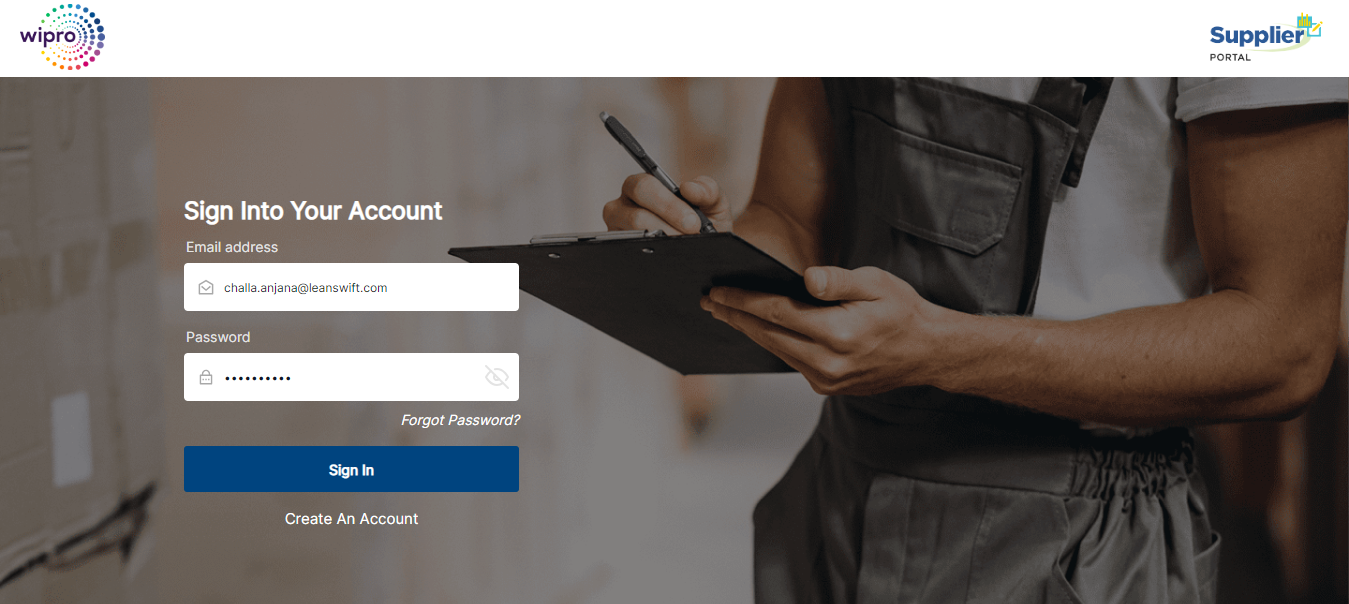 wipro
Supplier
PORTAL
Sign Into Your Account
Email address
challa.anjana@leanswift.com
Password
••••••••••
Forgot Password?
Sign In
Create An Account